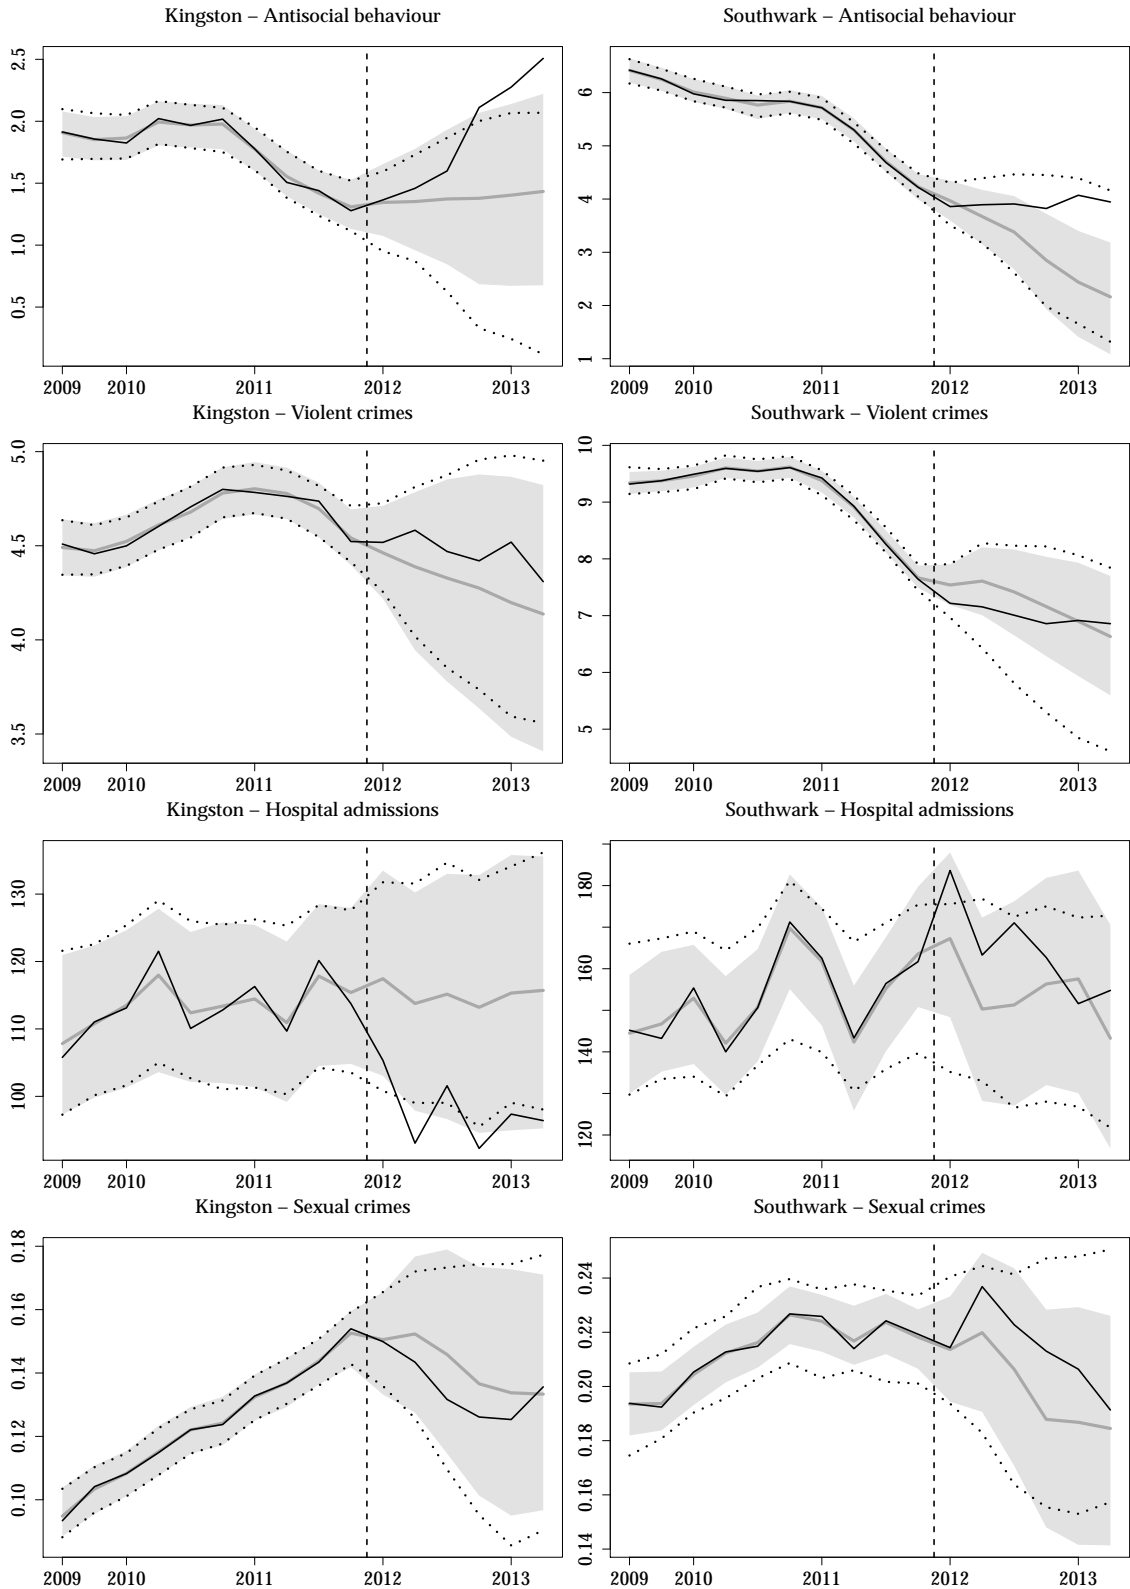 Kingston – Antisocial behaviour
Southwark – Antisocial behaviour
2.5
2.0
1.5
1.0
0.5
6
5
4
3
2
1
2009 2010 2011 2012 2013
2009 2010 2011 2012 2013
Kingston – Violent crimes
Southwark – Violent crimes
5.0
4.5
4.0
3.5
10
9
8
7
6
5
2009 2010 2011 2012 2013
2009 2010 2011 2012 2013
Kingston – Hospital admissions
Southwark – Hospital admissions
130
120
110
100
180
160
140
120
2009 2010 2011 2012 2013
2009 2010 2011 2012 2013
Kingston – Sexual crimes
Southwark – Sexual crimes
0.18
0.16
0.14
0.12
0.10
0.24
0.22
0.20
0.18
0.16
0.14
2009 2010 2011 2012 2013
2009 2010 2011 2012 2013